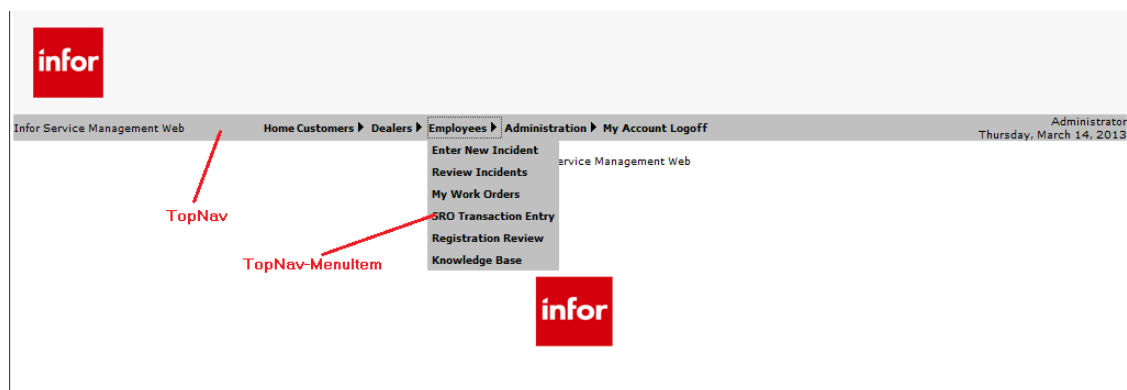 infor
Infor Service Management Web
Home Customers Dealers Employees Administration My Account Logoff
Administrator
Thursday, March 14, 2013
Enter New Incident
ervice Management Web
Review Incidents
My Work Orders
SRO Transaction Entry
Registration Review
Knowledge Base
TopNav
TopNav-MenuItem
infor